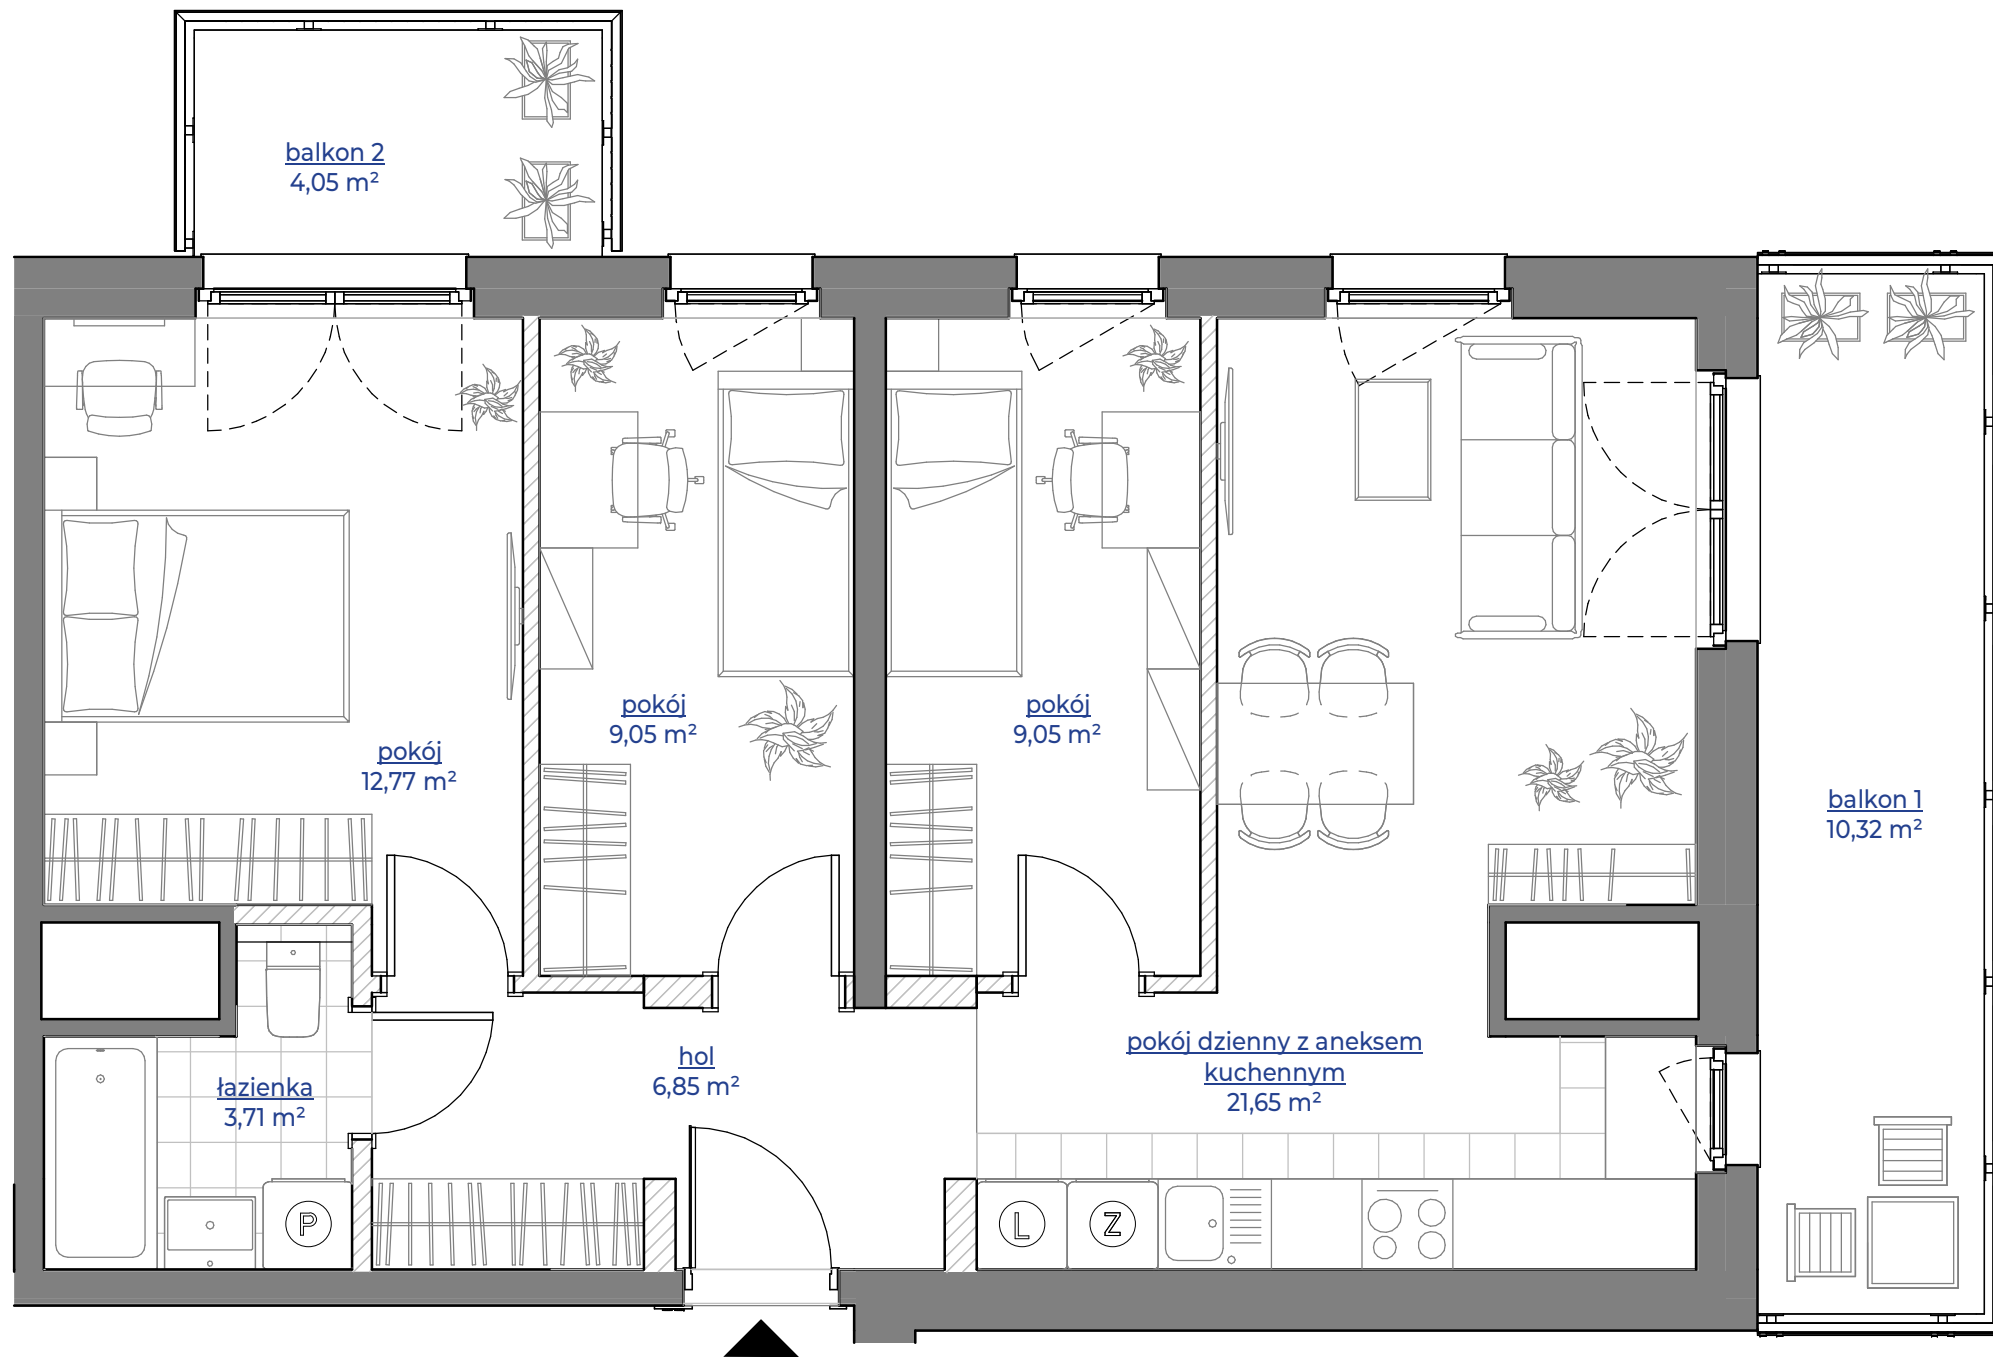 balkon 2
4,05 m²
pokój
12,77 m²
pokój
9,05 m²
pokój
9,05 m²
balkon 1
10,32 m²
pokój dzienny z aneksem
kuchennym
21,65 m²
hol
6,85 m²
łazienka
3,71 m²
P
L
Z